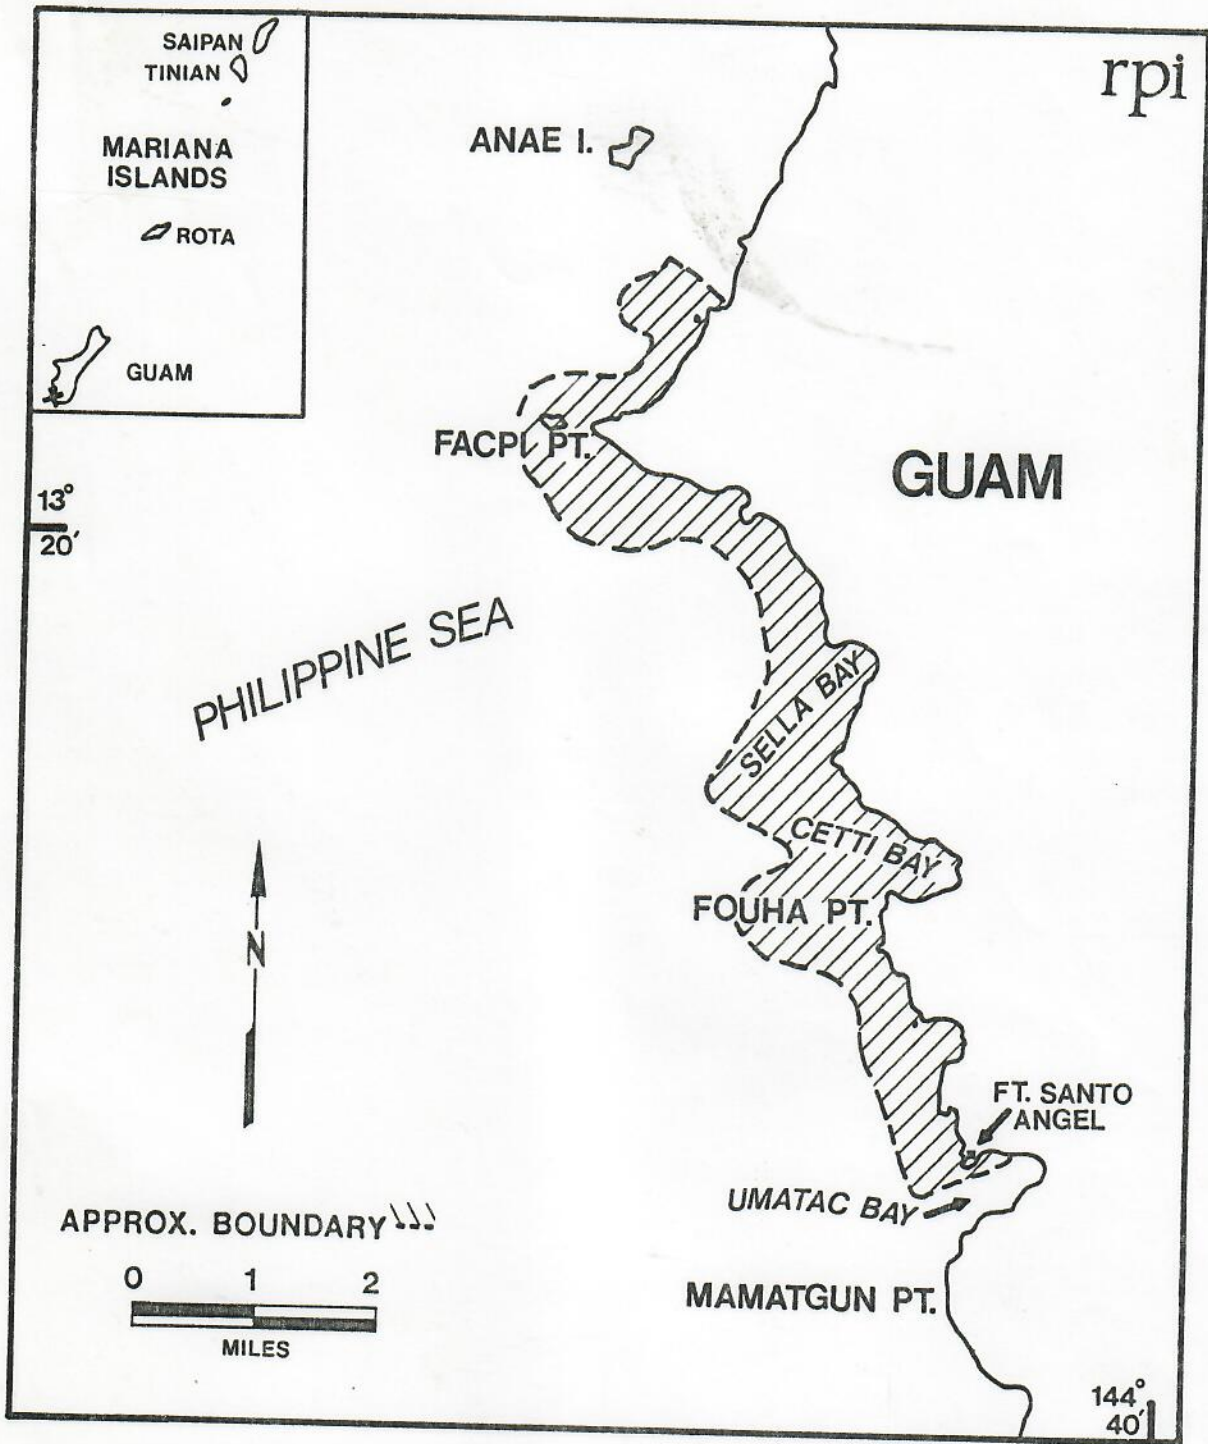 SAIPAN
TINIAN
MARIANA
ISLANDS
ROTA
GUAM
rpi
ANAE I.
FACPI PT.
GUAM
13°
20'
PHILIPPINE SEA
SELLA BAY
CETTI BAY
FOUHA PT.
N
FT. SANTO
ANGEL
UMATAC BAY
APPROX. BOUNDARY
0 1 2
MILES
MAMATGUN PT.
144°
40'